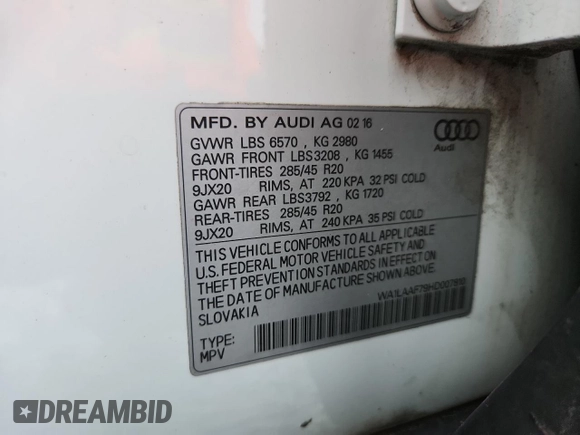 MFD. BY AUDI AG 02 16
GVWR LBS 6570 , KG 2980
GAWR FRONT LBS3208 , KG 1455
FRONT-TIRES 285/45 R20
9JX20 RIMS, AT 220 KPA 32 PSI COLD
GAWR REAR LBS3792 , KG 1720
REAR-TIRES 285/45 R20
9JX20 RIMS, AT 240 KPA 35 PSI COLD
THIS VEHICLE CONFORMS TO ALL APPLICABLE
U.S. FEDERAL MOTOR VEHICLE SAFETY AND
THEFT PREVENTION STANDARDS IN EFFECT ON
THE DATE OF MANUFACTURE SHOWN ABOVE.
SLOVAKIA
TYPE:
MPV
Audi
DREAMBID